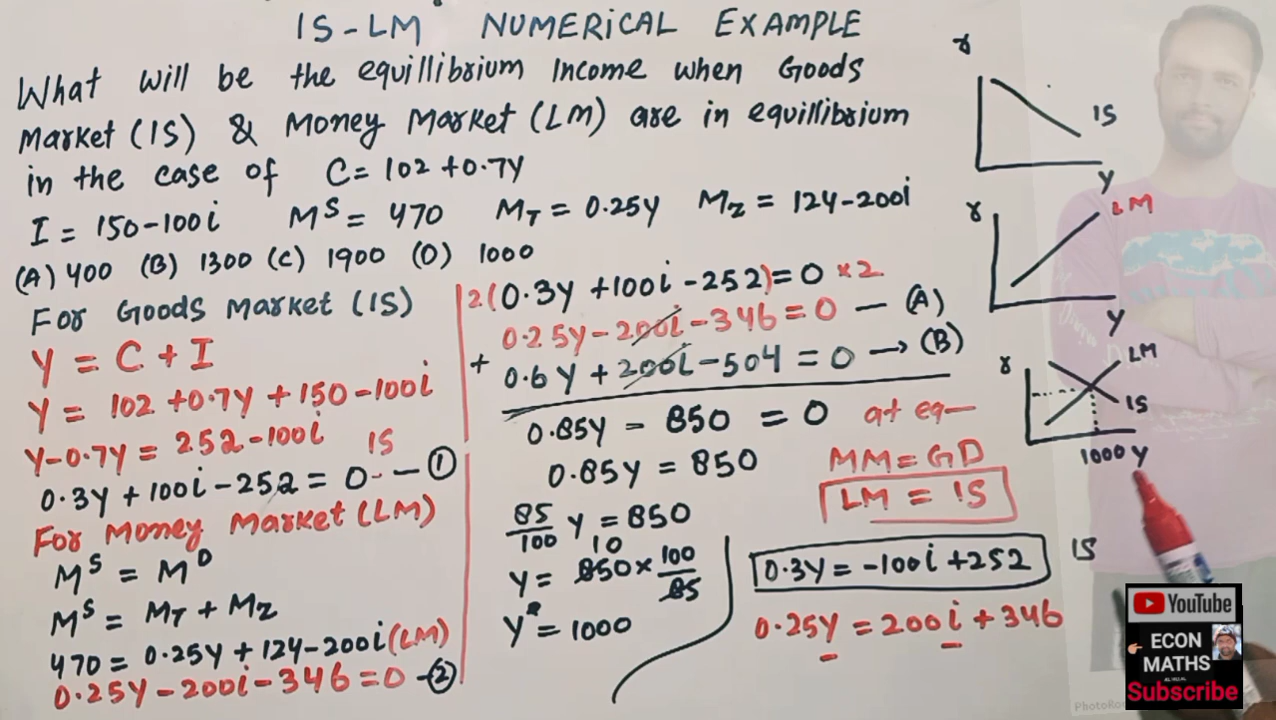 IS-LM NUMERICAL EXAMPLE
What will be the equillibrium Income when Goods
Market (IS) & Money Market (LM) are in equillibrium
in the case of C = 102 + 0.7Y
I = 150-100i M^S = 470 M_T = 0.25Y M_Z = 124-200i
(A) 400 (B) 1300 (C) 1900 (D) 1000
For Goods Market (IS)
Y = C + I
Y = 102 + 0.7Y + 150 - 100i
Y - 0.7Y = 252 - 100i IS
0.3Y + 100i - 252 = 0 - ①
For Money Market (LM)
M^S = M^D
M^S = M_T + M_Z
470 = 0.25Y + 124 - 200i (LM)
0.25Y - 200i - 346 = 0 - ②
2(0.3Y + 100i - 252) = 0 × 2
0.25Y - 200i - 346 = 0 — (A)
+ 0.6Y + 200i - 504 = 0 → (B)
0.85Y - 850 = 0
0.85Y = 850
85/100 Y = 850
10
Y = 850 × 100/85
Y* = 1000
at eq—
MM = GD
LM = IS
0.3Y = -100i + 252 IS
0.25Y = 200i + 346
r
IS
Y
r
LM
Y
r
LM
IS
1000 Y
YouTube
ECON
MATHS
Subscribe